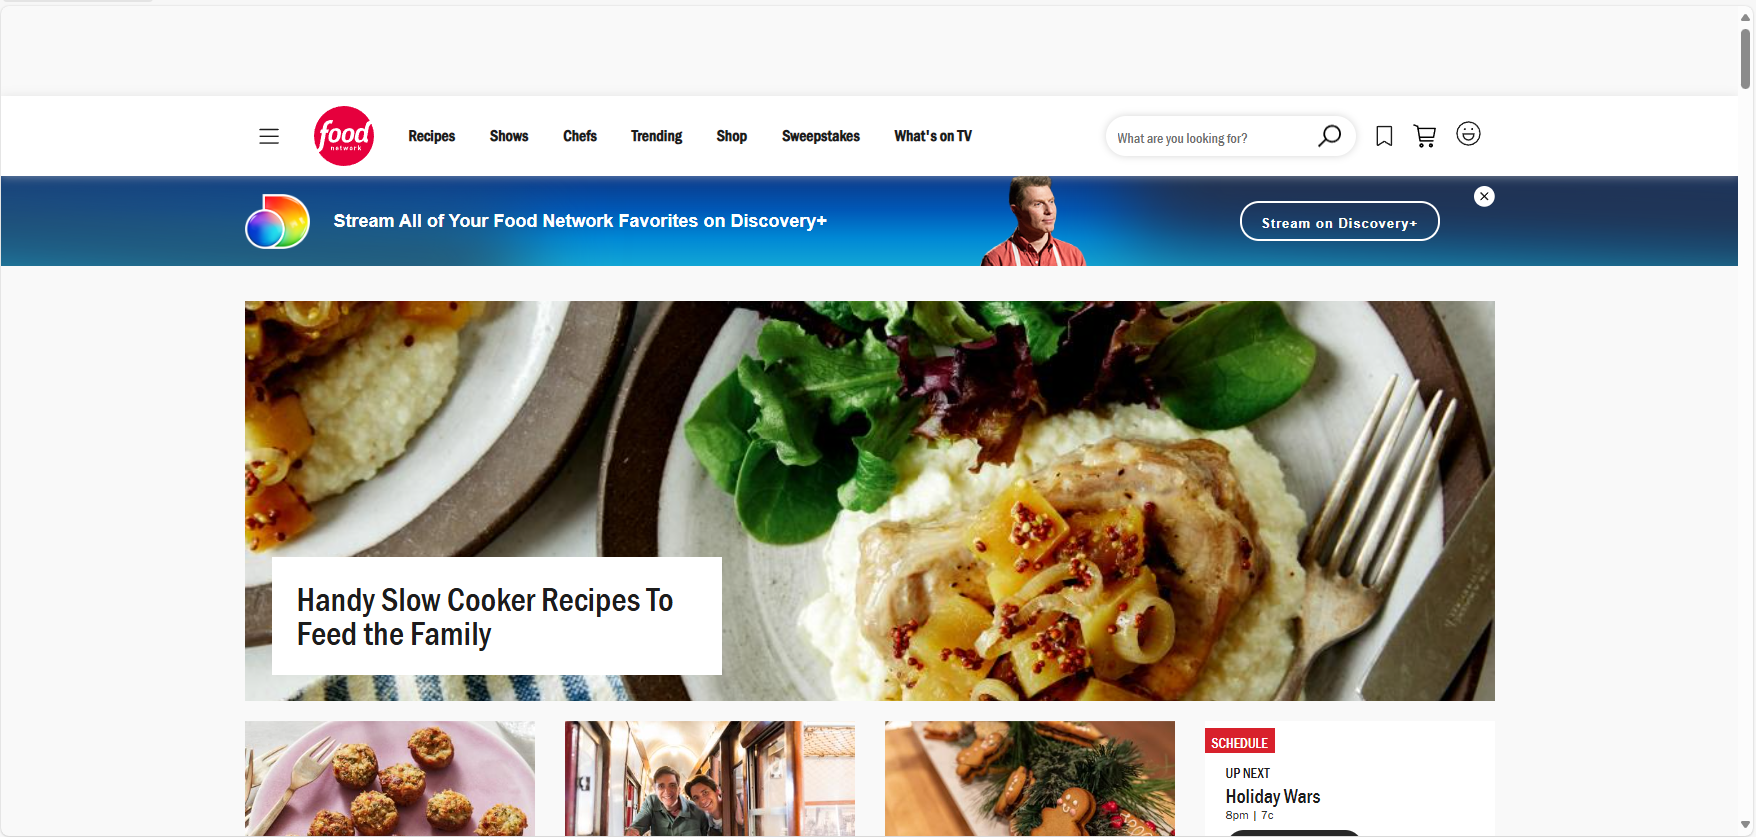 food
network
Recipes
Shows
Chefs
Trending
Shop
Sweepstakes
What's on TV
What are you looking for?
Stream All of Your Food Network Favorites on Discovery+
Stream on Discovery+
Handy Slow Cooker Recipes To
Feed the Family
SCHEDULE
UP NEXT
Holiday Wars
8pm | 7c